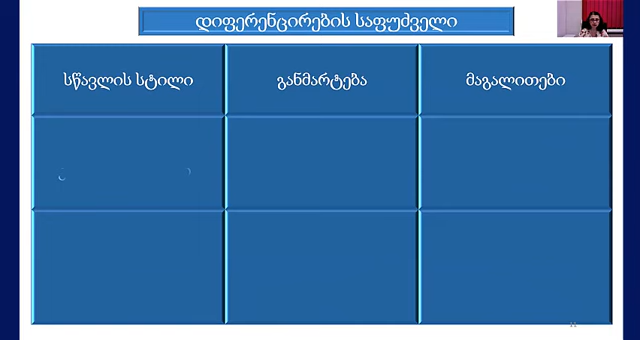 დიფერენცირების საფუძველი
სწავლის სტილი
განმარტება
მაგალითები